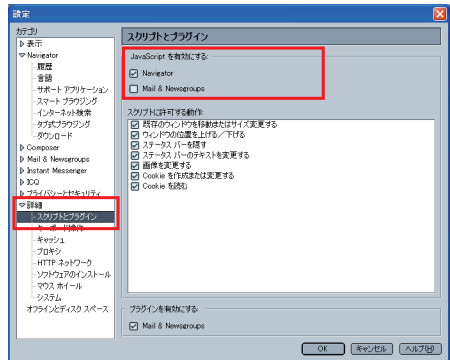 設定
カテゴリ
表示
Navigator
履歴
言語
サポート アプリケーション
スマート ブラウジング
インターネット検索
タブ式ブラウジング
ダウンロード
Composer
Mail & Newsgroups
Instant Messenger
ICQ
プライバシーとセキュリティ
詳細
スクリプトとプラグイン
キーボード操作
キャッシュ
プロキシ
HTTP ネットワーク
ソフトウェアのインストール
マウス ホイール
システム
オフラインとディスク スペース
スクリプトとプラグイン
JavaScript を有効にする:
Navigator
Mail & Newsgroups
スクリプトに許可する動作:
既存のウィンドウを移動またはサイズ変更する
ウィンドウの位置を上げる／下げる
ステータス バーを隠す
ステータス バーのテキストを変更する
画像を変更する
Cookie を作成または変更する
Cookie を読む
プラグインを有効にする:
Mail & Newsgroups
OK
キャンセル
ヘルプ(H)